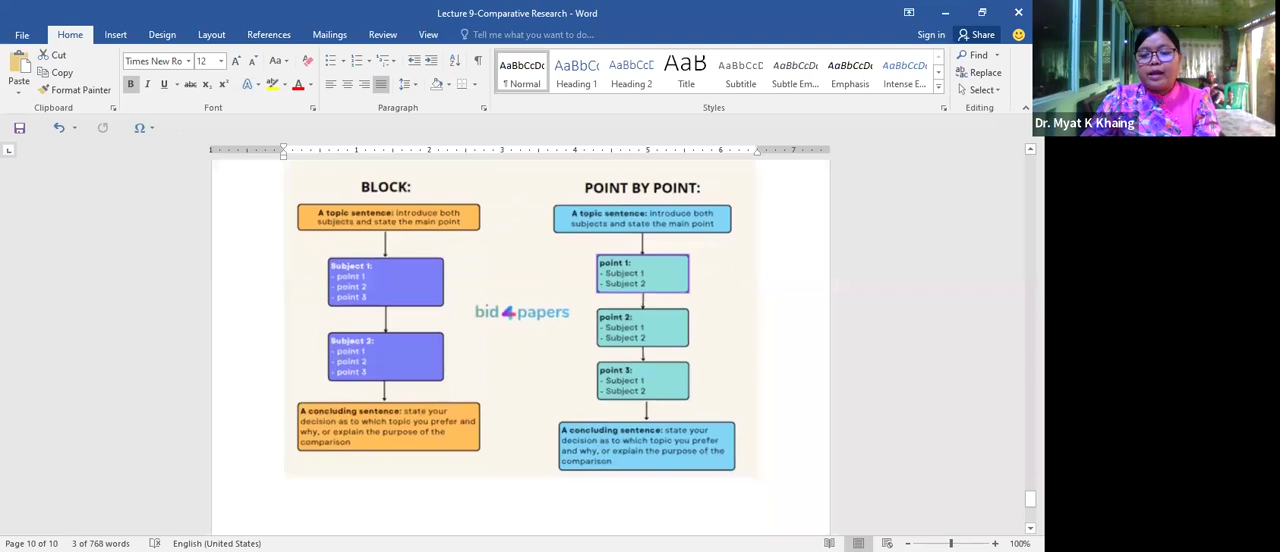 Lecture 9-Comparative Research - Word
File Home Insert Design Layout References Mailings Review View Tell me what you want to do... Sign in Share
Paste
Cut
Copy
Format Painter
Clipboard
Times New Ro 12
B I U
Font
Paragraph
AaBbCcDc AaBbCc AaBbCcD AaB AaBbCcD AaBbCcDc AaBbCcDc AaBbCcDc
¶ Normal Heading 1 Heading 2 Title Subtitle Subtle Em... Emphasis Intense E...
Styles
Find
Replace
Select
Editing
Dr. Myat K Khaing
1 1 2 3 4 5 6 7
BLOCK:
A topic sentence: introduce both
subjects and state the main point
Subject 1:
- point 1
- point 2
- point 3
Subject 2:
- point 1
- point 2
- point 3
A concluding sentence: state your
decision as to which topic you prefer and
why, or explain the purpose of the
comparison
bid4papers
POINT BY POINT:
A topic sentence: introduce both
subjects and state the main point
point 1:
- Subject 1
- Subject 2
point 2:
- Subject 1
- Subject 2
point 3:
- Subject 1
- Subject 2
A concluding sentence: state your
decision as to which topic you prefer
and why, or explain the purpose of the
comparison
Page 10 of 10 3 of 768 words English (United States) 100%